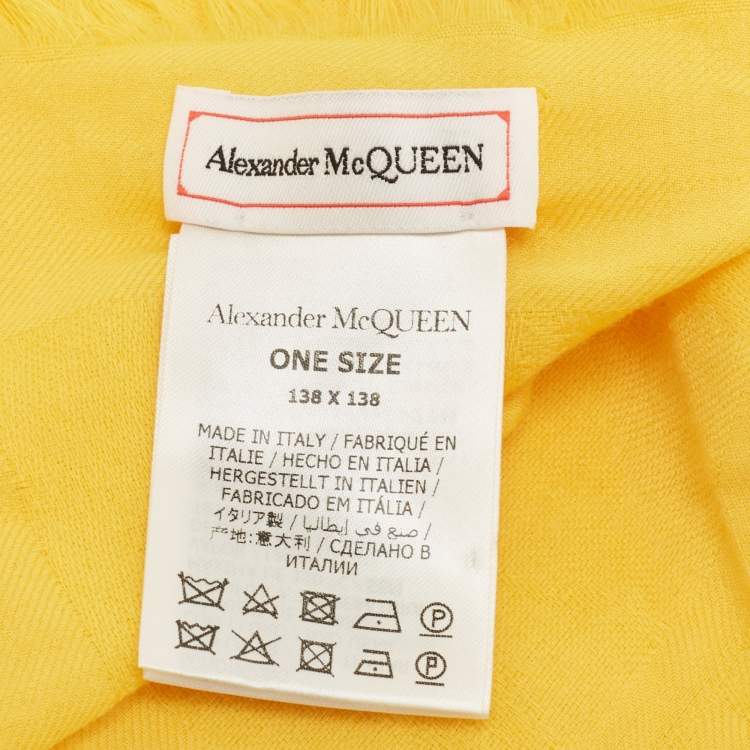 Alexander McQUEEN
Alexander McQUEEN
ONE SIZE
138 X 138
MADE IN ITALY / FABRIQUÉ EN
ITALIE / HECHO EN ITALIA /
HERGESTELLT IN ITALIEN /
FABRICADO EM ITÁLIA /
イタリア製 / صنع في إيطاليا /
产地:意大利 / СДЕЛАНО В
ИТАЛИИ
P
P